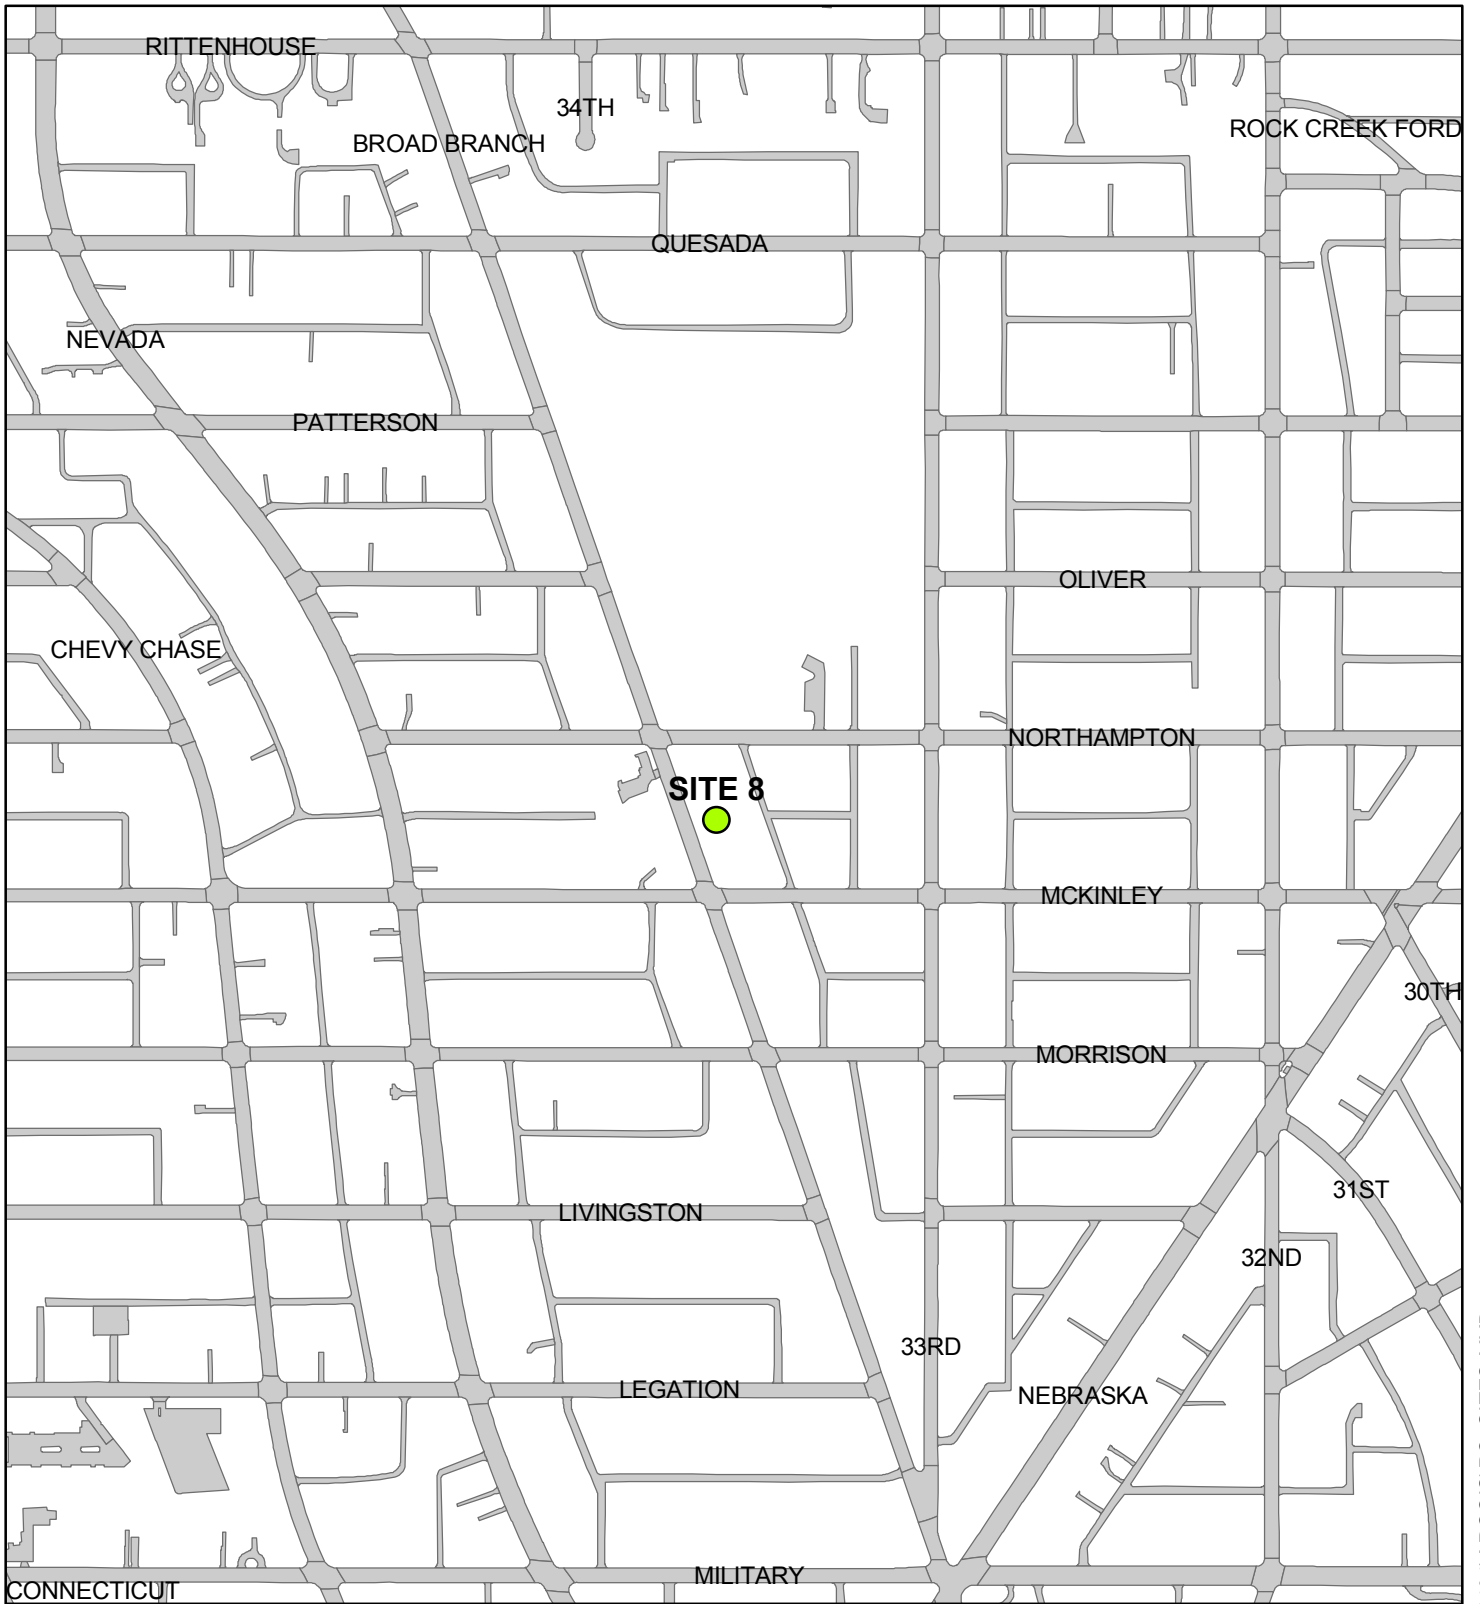 RITTENHOUSE
34TH
ROCK CREEK FORD
BROAD BRANCH
QUESADA
NEVADA
PATTERSON
OLIVER
CHEVY CHASE
NORTHAMPTON
SITE 8
MCKINLEY
30TH
MORRISON
31ST
LIVINGSTON
32ND
33RD
LEGATION
NEBRASKA
MILITARY
CONNECTICUT